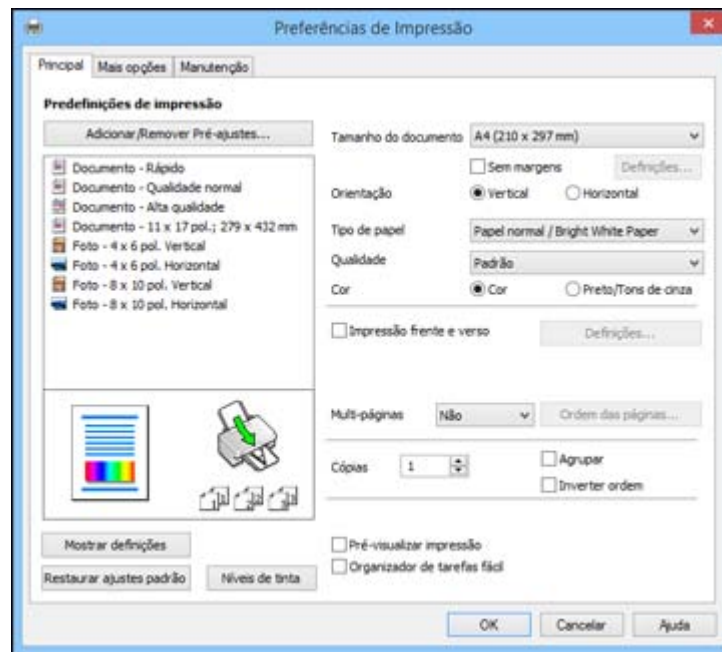 Preferências de Impressão
Principal
Mais opções
Manutenção
Predefinições de impressão
Adicionar/Remover Pré-ajustes...
Documento - Rápido
Documento - Qualidade normal
Documento - Alta qualidade
Documento - 11 x 17 pol.; 279 x 432 mm
Foto - 4 x 6 pol. Vertical
Foto - 4 x 6 pol. Horizontal
Foto - 8 x 10 pol. Vertical
Foto - 8 x 10 pol. Horizontal
Mostrar definições
Restaurar ajustes padrão
Níveis de tinta
Tamanho do documento
A4 (210 x 297 mm)
Sem margens
Definições...
Orientação
Vertical
Horizontal
Tipo de papel
Papel normal / Bright White Paper
Qualidade
Padrão
Cor
Cor
Preto/Tons de cinza
Impressão frente e verso
Definições...
Multi-páginas
Não
Ordem das páginas...
Cópias
1
Agrupar
Inverter ordem
Pré-visualizar impressão
Organizador de tarefas fácil
OK
Cancelar
Ajuda